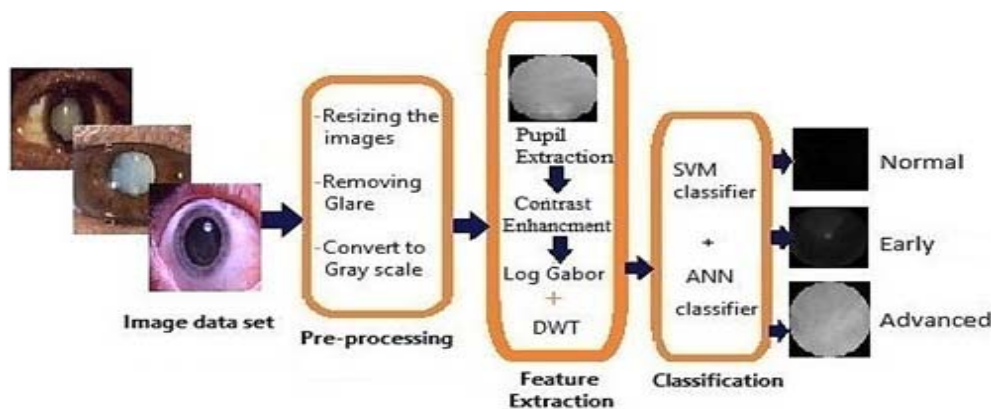 Image data set
-Resizing the
images
-Removing
Glare
-Convert to
Gray scale
Pre-processing
Pupil
Extraction
Contrast
Enhancment
Log Gabor
+
DWT
Feature
Extraction
SVM
classifier
+
ANN
classifier
Classification
Normal
Early
Advanced